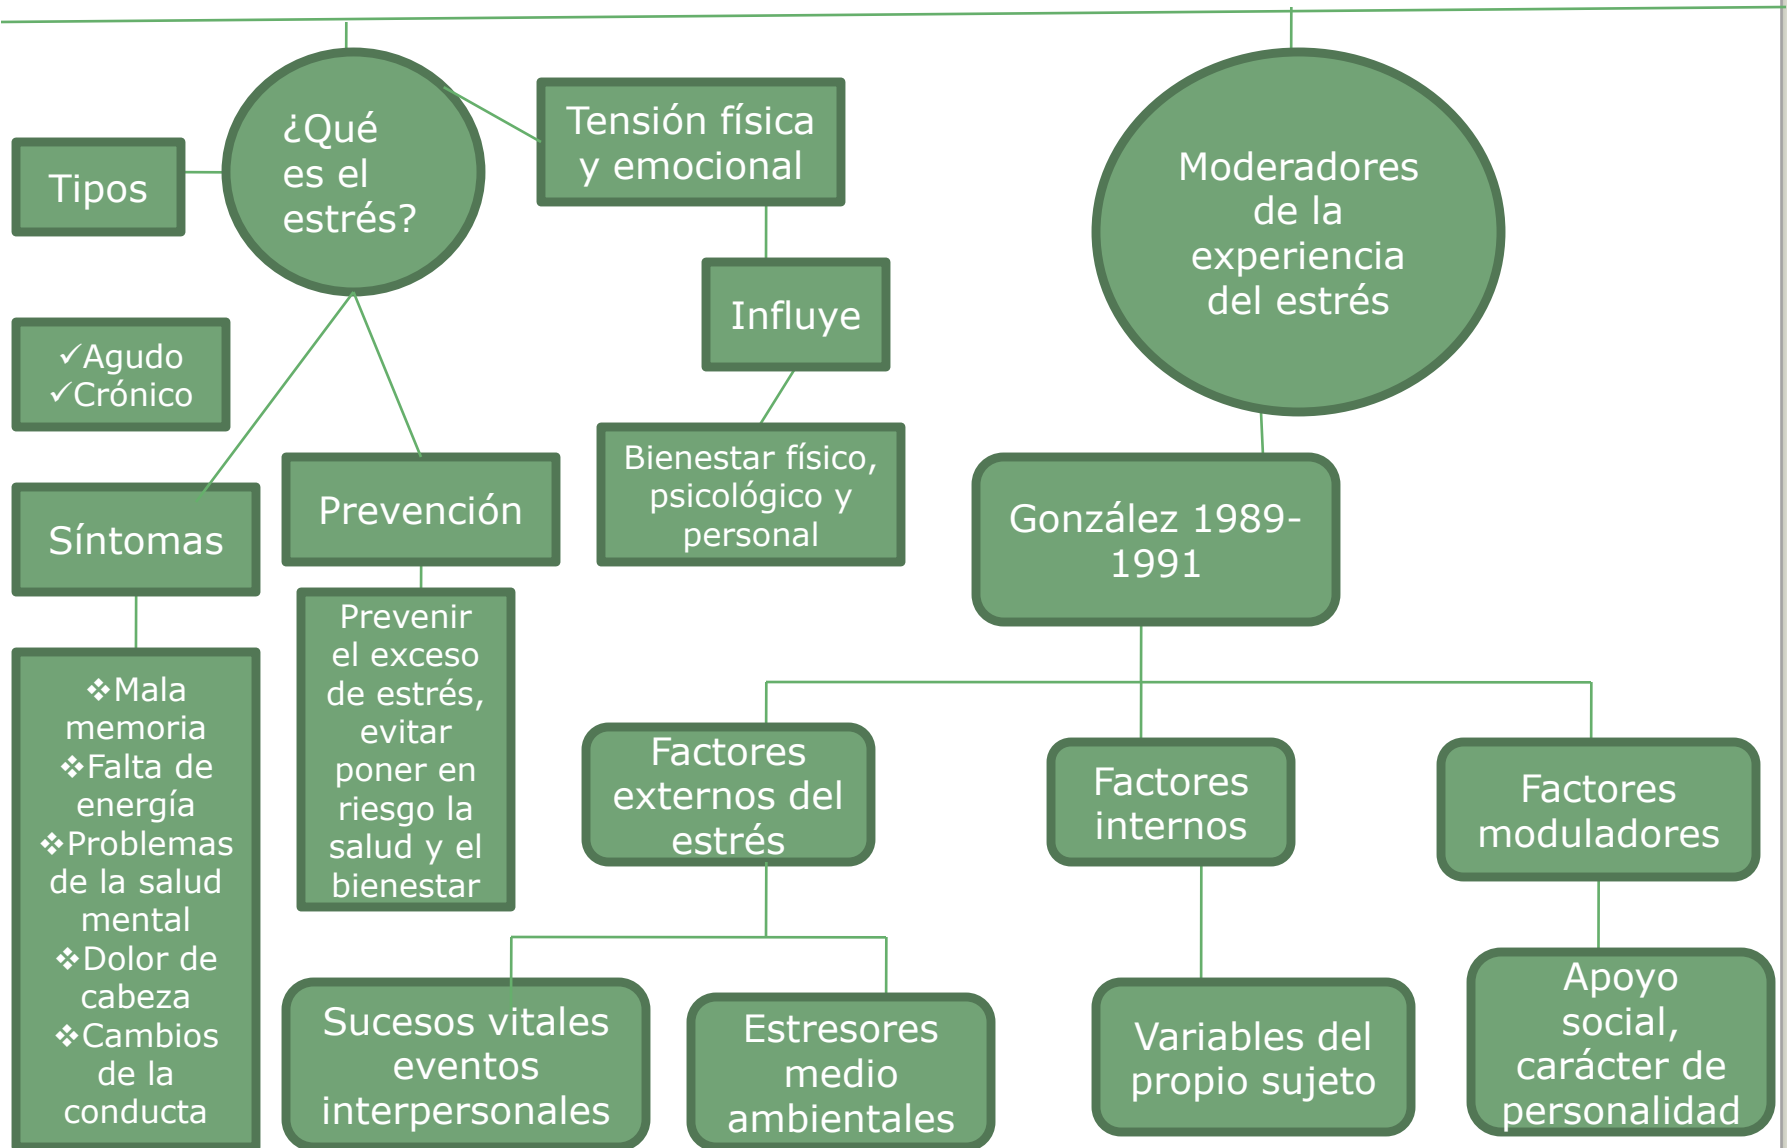 ¿Qué
es el
estrés?
Tipos
✓Agudo
✓Crónico
Tensión física
y emocional
Influye
Bienestar físico,
psicológico y
personal
Síntomas
❖Mala
memoria
❖Falta de
energía
❖Problemas
de la salud
mental
❖Dolor de
cabeza
❖Cambios
de la
conducta
Prevención
Prevenir
el exceso
de estrés,
evitar
poner en
riesgo la
salud y el
bienestar
Moderadores
de la
experiencia
del estrés
González 1989-
1991
Factores
externos del
estrés
Sucesos vitales
eventos
interpersonales
Estresores
medio
ambientales
Factores
internos
Variables del
propio sujeto
Factores
moduladores
Apoyo
social,
carácter de
personalidad